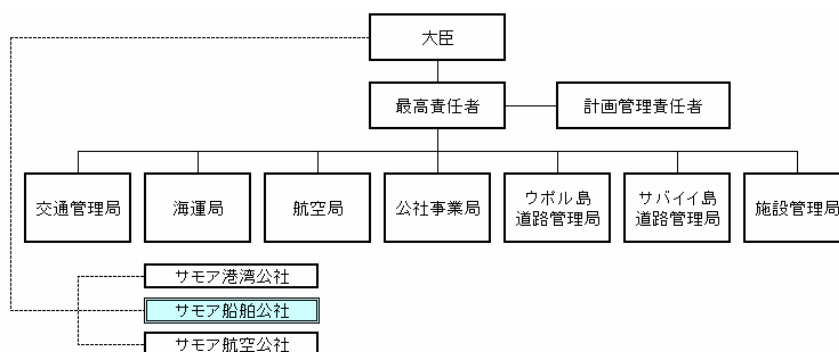 大臣
最高責任者
計画管理責任者
交通管理局
海運局
航空局
公社事業局
ウポル島
道路管理局
サバイイ島
道路管理局
施設管理局
サモア港湾公社
サモア船舶公社
サモア航空公社